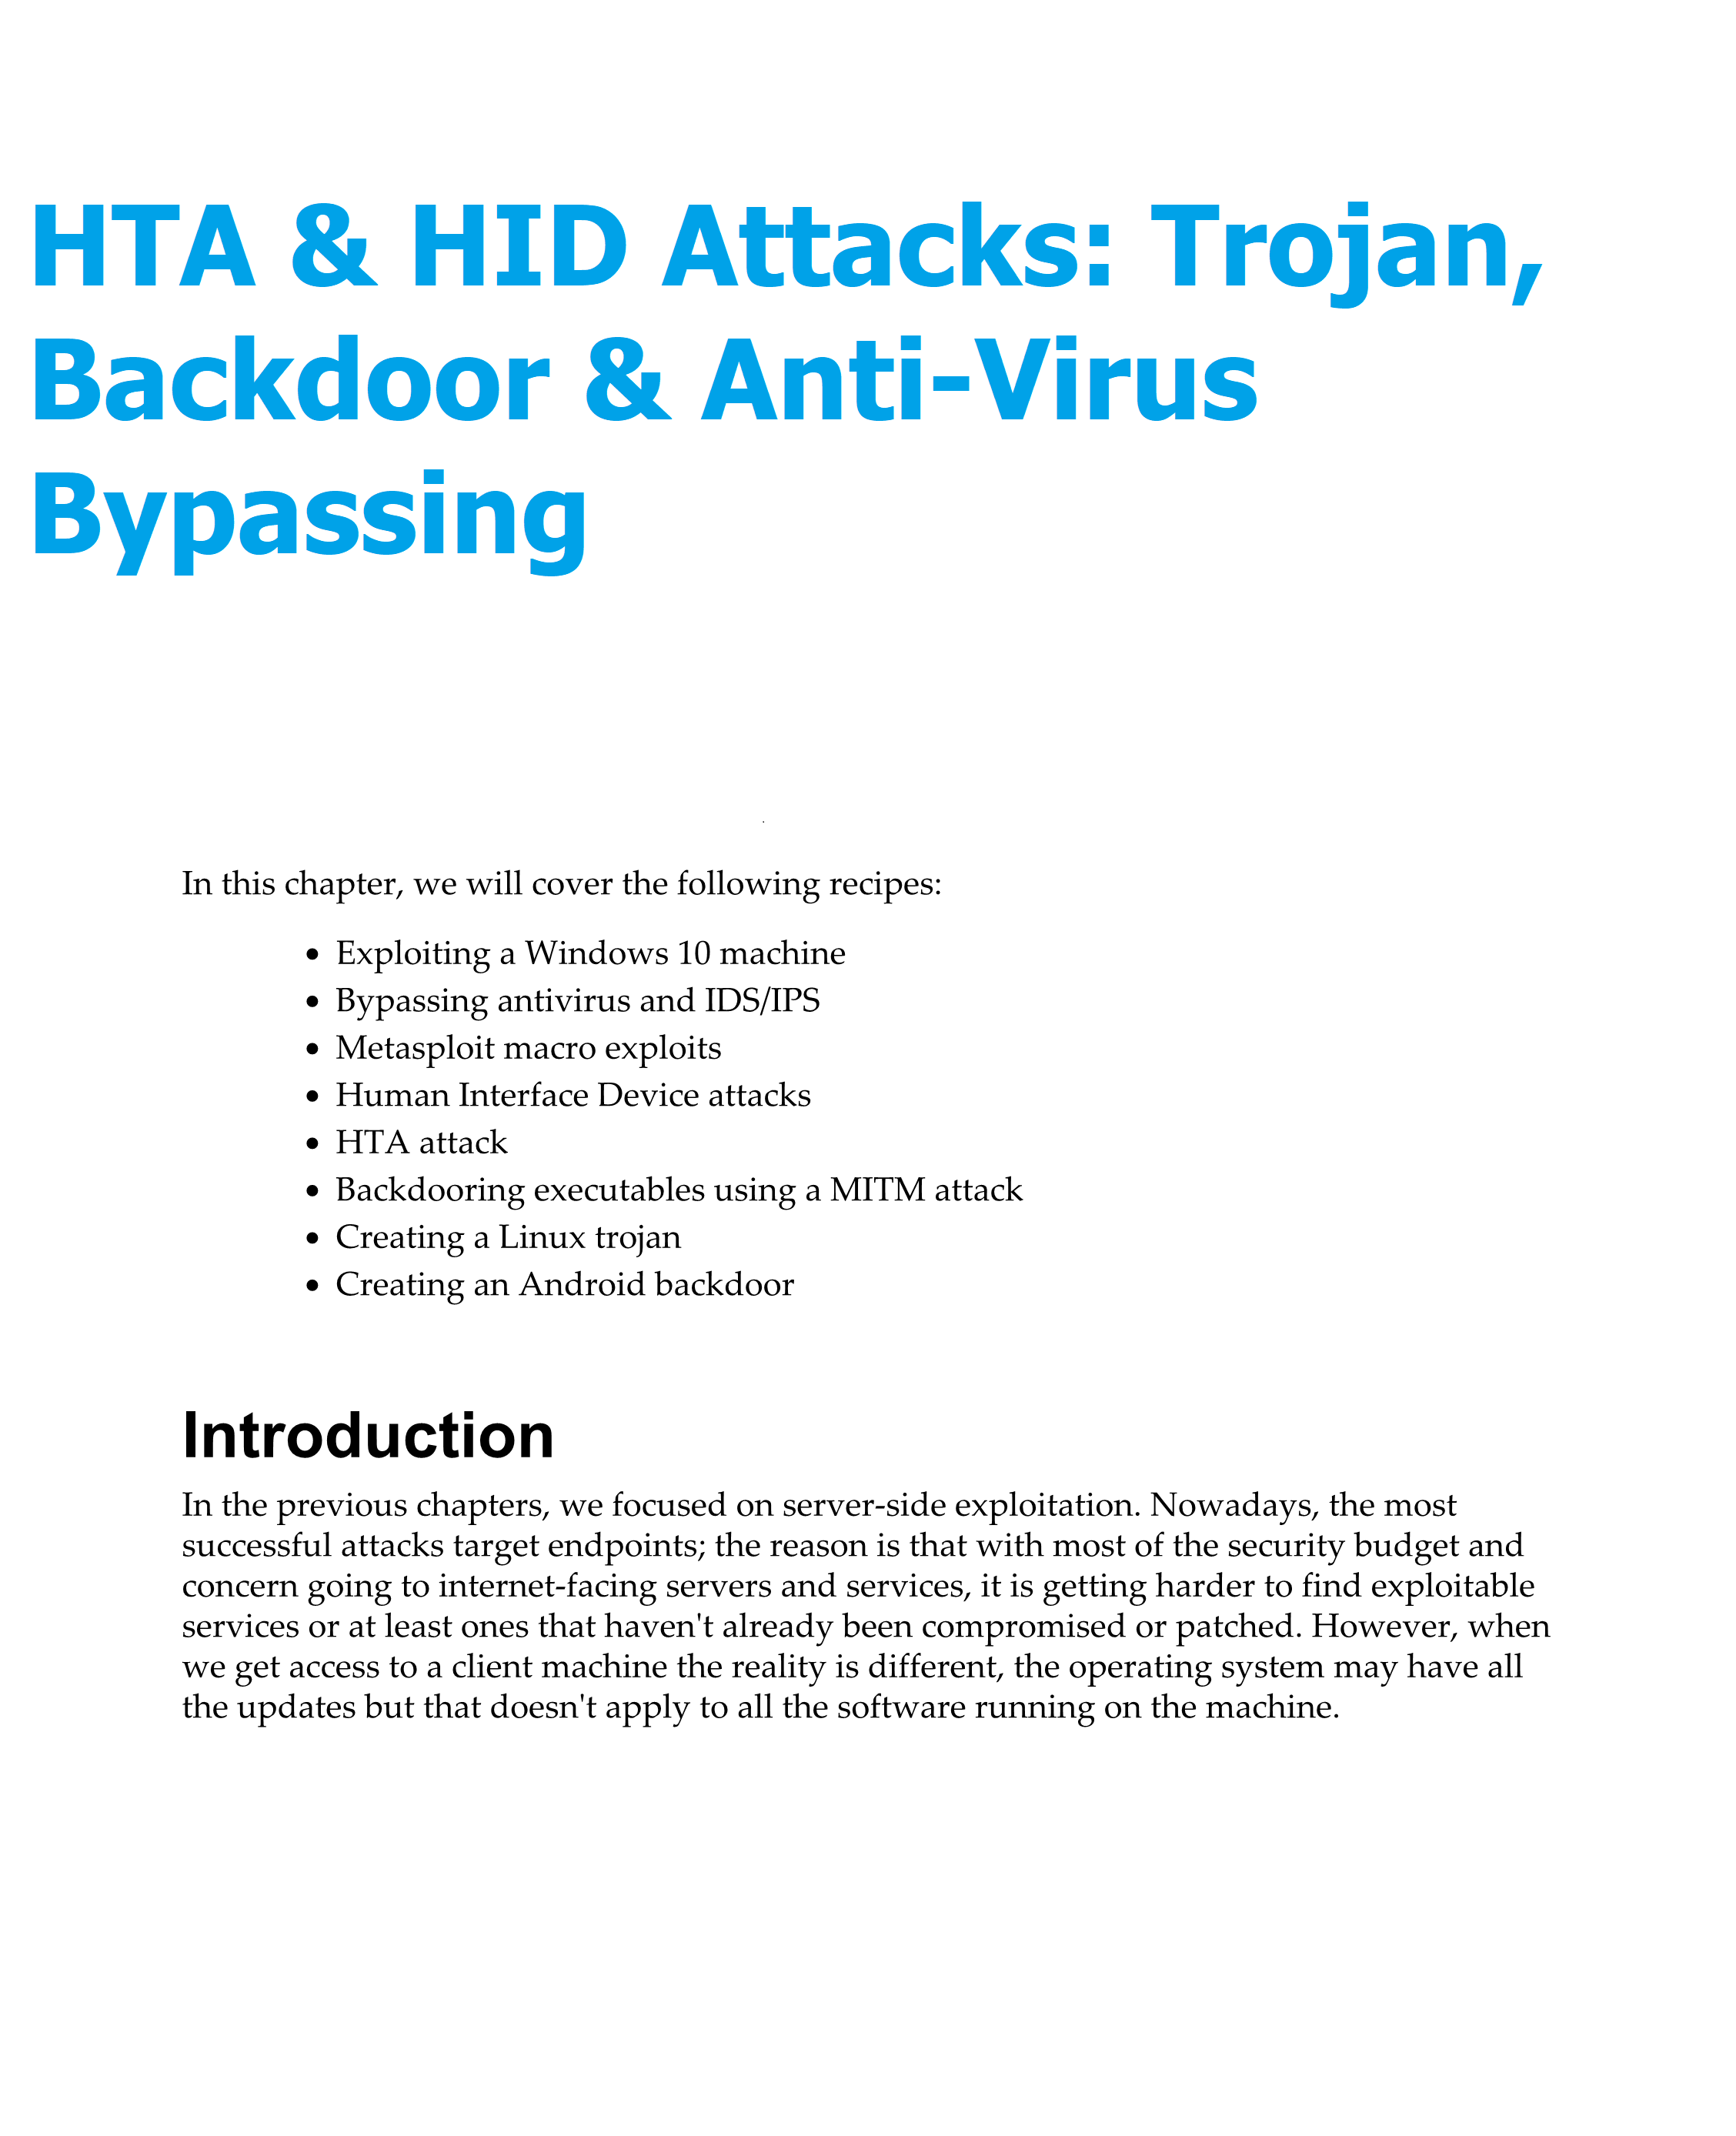 HTA & HID Attacks: Trojan,
Backdoor & Anti-Virus
Bypassing
In this chapter, we will cover the following recipes:
• Exploiting a Windows 10 machine
• Bypassing antivirus and IDS/IPS
• Metasploit macro exploits
• Human Interface Device attacks
• HTA attack
• Backdooring executables using a MITM attack
• Creating a Linux trojan
• Creating an Android backdoor
Introduction
In the previous chapters, we focused on server-side exploitation. Nowadays, the most
successful attacks target endpoints; the reason is that with most of the security budget and
concern going to internet-facing servers and services, it is getting harder to find exploitable
services or at least ones that haven't already been compromised or patched. However, when
we get access to a client machine the reality is different, the operating system may have all
the updates but that doesn't apply to all the software running on the machine.